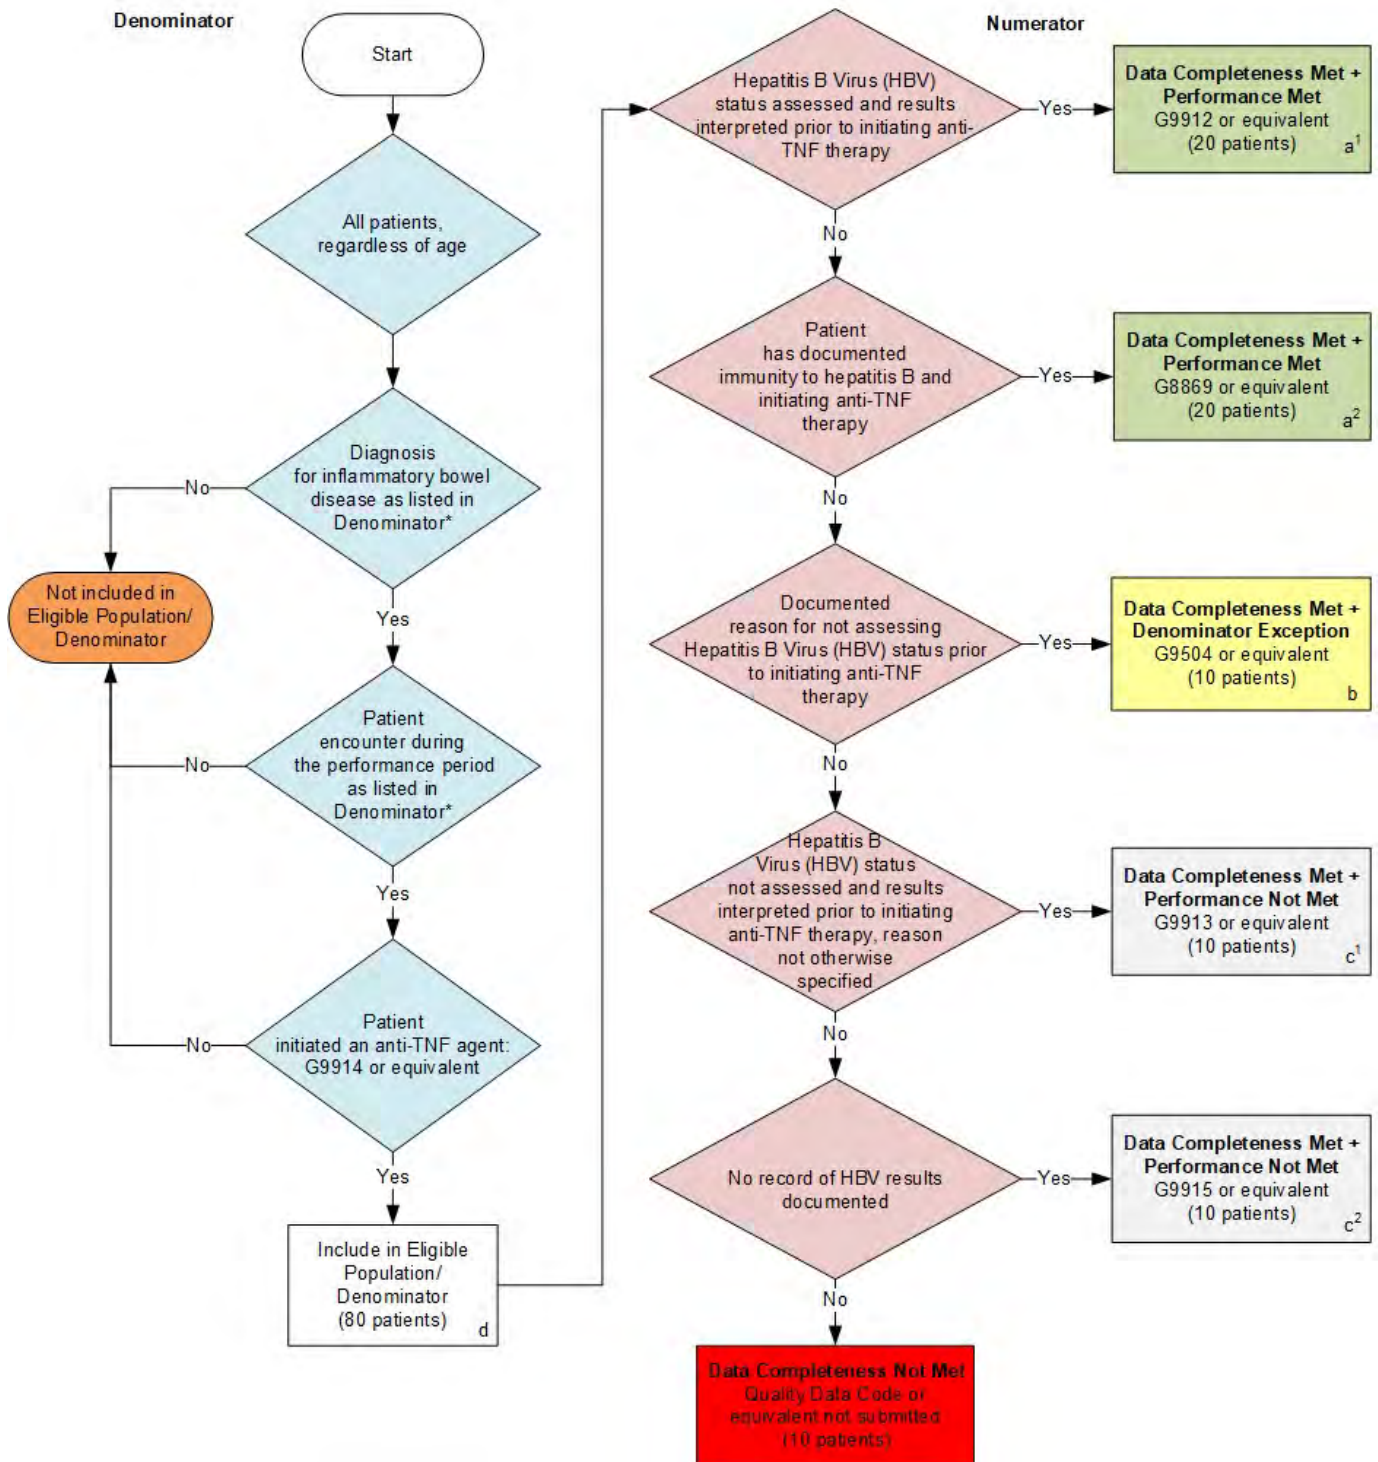 Denominator
Start
All patients,
regardless of age
Diagnosis
for inflammatory bowel
disease as listed in
Denominator*
No
Yes
Not included in
Eligible Population/
Denominator
Patient
encounter during
the performance period
as listed in
Denominator*
No
Yes
Patient
initiated an anti-TNF agent:
G9914 or equivalent
No
Yes
Include in Eligible
Population/
Denominator
(80 patients)
d
Numerator
Hepatitis B Virus (HBV)
status assessed and results
interpreted prior to initiating anti-
TNF therapy
Yes
Data Completeness Met +
Performance Met
G9912 or equivalent
(20 patients)
a1
No
Patient
has documented
immunity to hepatitis B and
initiating anti-TNF
therapy
Yes
Data Completeness Met +
Performance Met
G8869 or equivalent
(20 patients)
a2
No
Documented
reason for not assessing
Hepatitis B Virus (HBV) status prior
to initiating anti-TNF
therapy
Yes
Data Completeness Met +
Denominator Exception
G9504 or equivalent
(10 patients)
b
No
Hepatitis B
Virus (HBV) status
not assessed and results
interpreted prior to initiating
anti-TNF therapy, reason
not otherwise
specified
Yes
Data Completeness Met +
Performance Not Met
G9913 or equivalent
(10 patients)
c1
No
No record of HBV results
documented
Yes
Data Completeness Met +
Performance Not Met
G9915 or equivalent
(10 patients)
c2
No
Data Completeness Not Met
Quality Data Code or
equivalent not submitted
(10 patients)